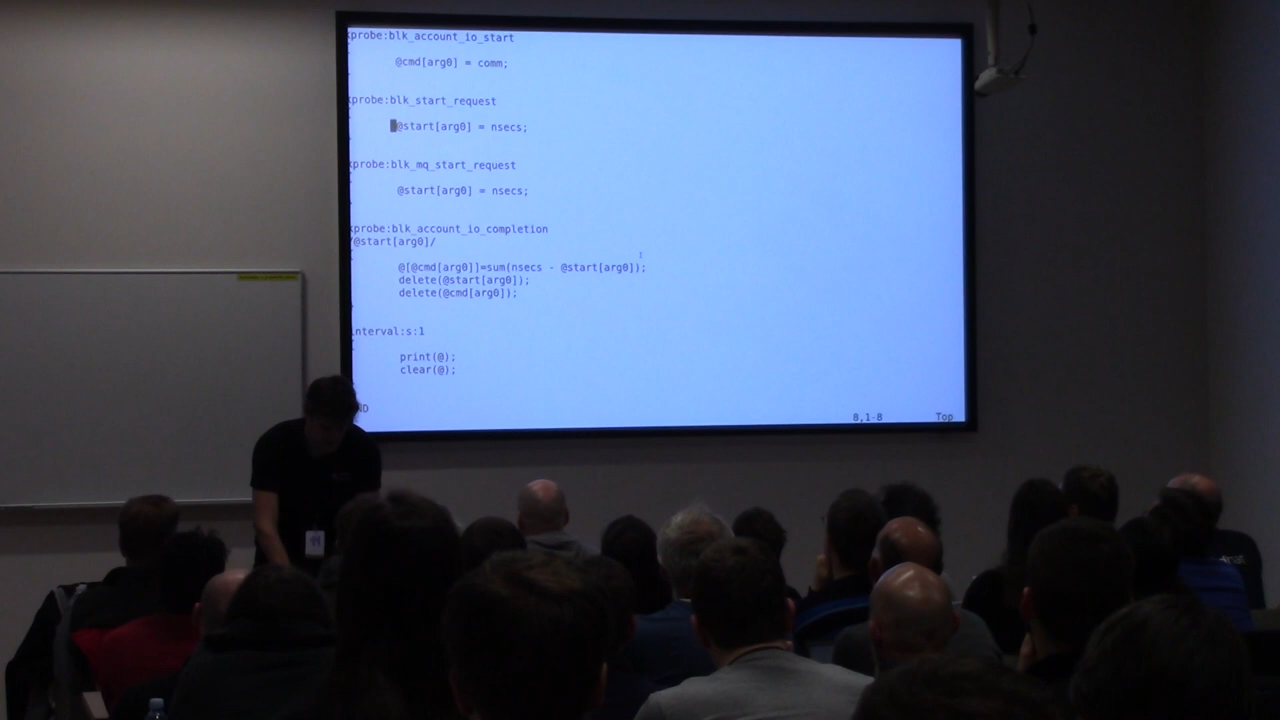 kprobe:blk_account_io_start
@cmd[arg0] = comm;
kprobe:blk_start_request
@start[arg0] = nsecs;
kprobe:blk_mq_start_request
@start[arg0] = nsecs;
kprobe:blk_account_io_completion
/@start[arg0]/
@[@cmd[arg0]]=sum(nsecs - @start[arg0]);
delete(@start[arg0]);
delete(@cmd[arg0]);
interval:s:1
print(@);
clear(@);
ND
8,1-8 Top